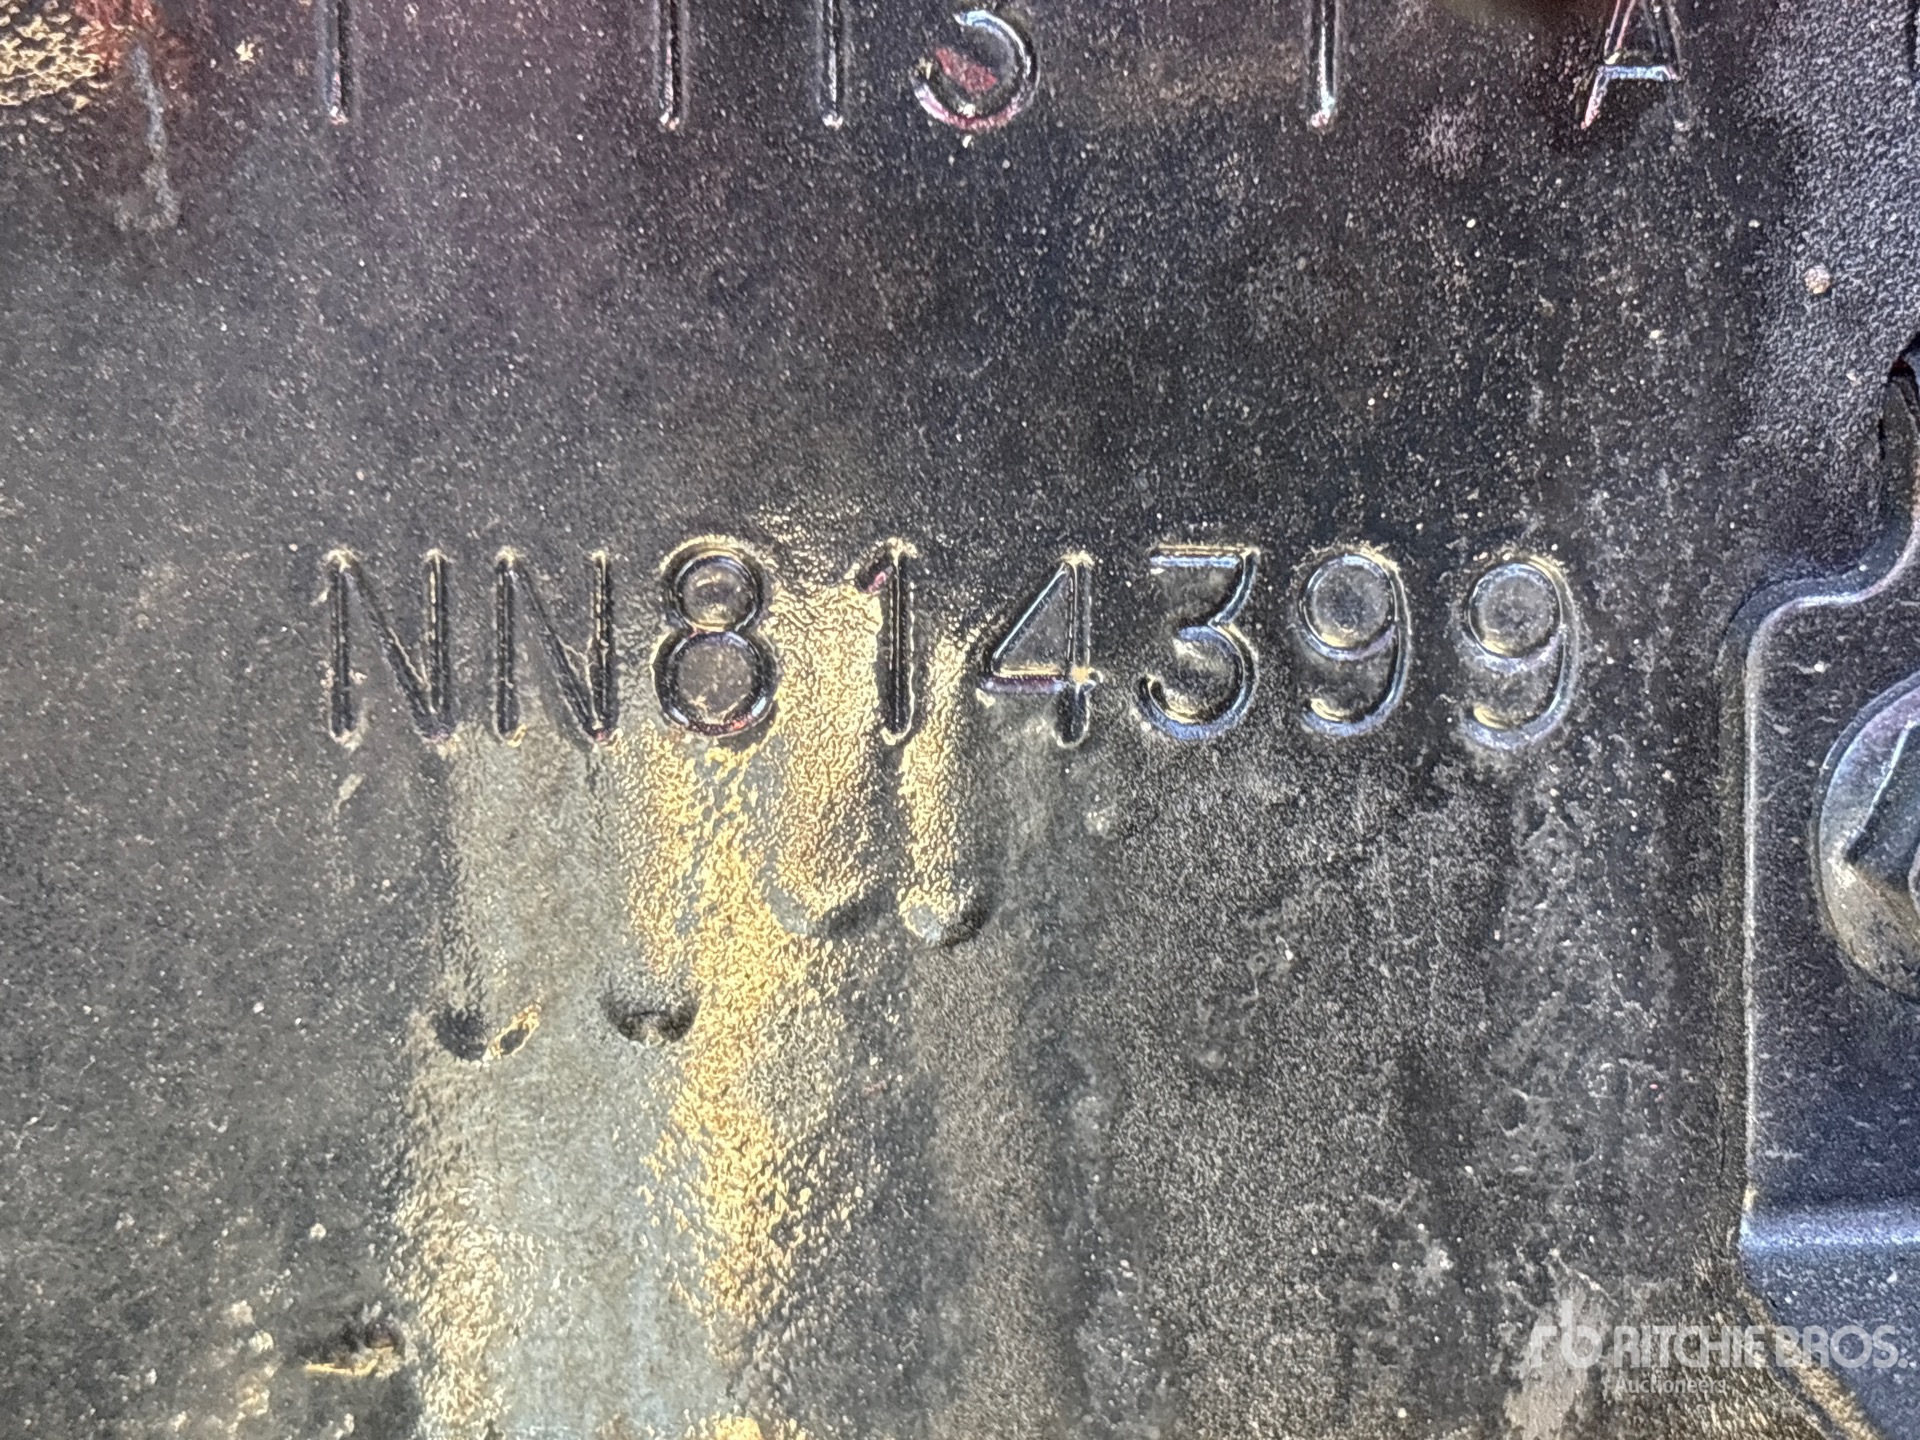 NN814399
RITCHIE BROS.
Auctioneers